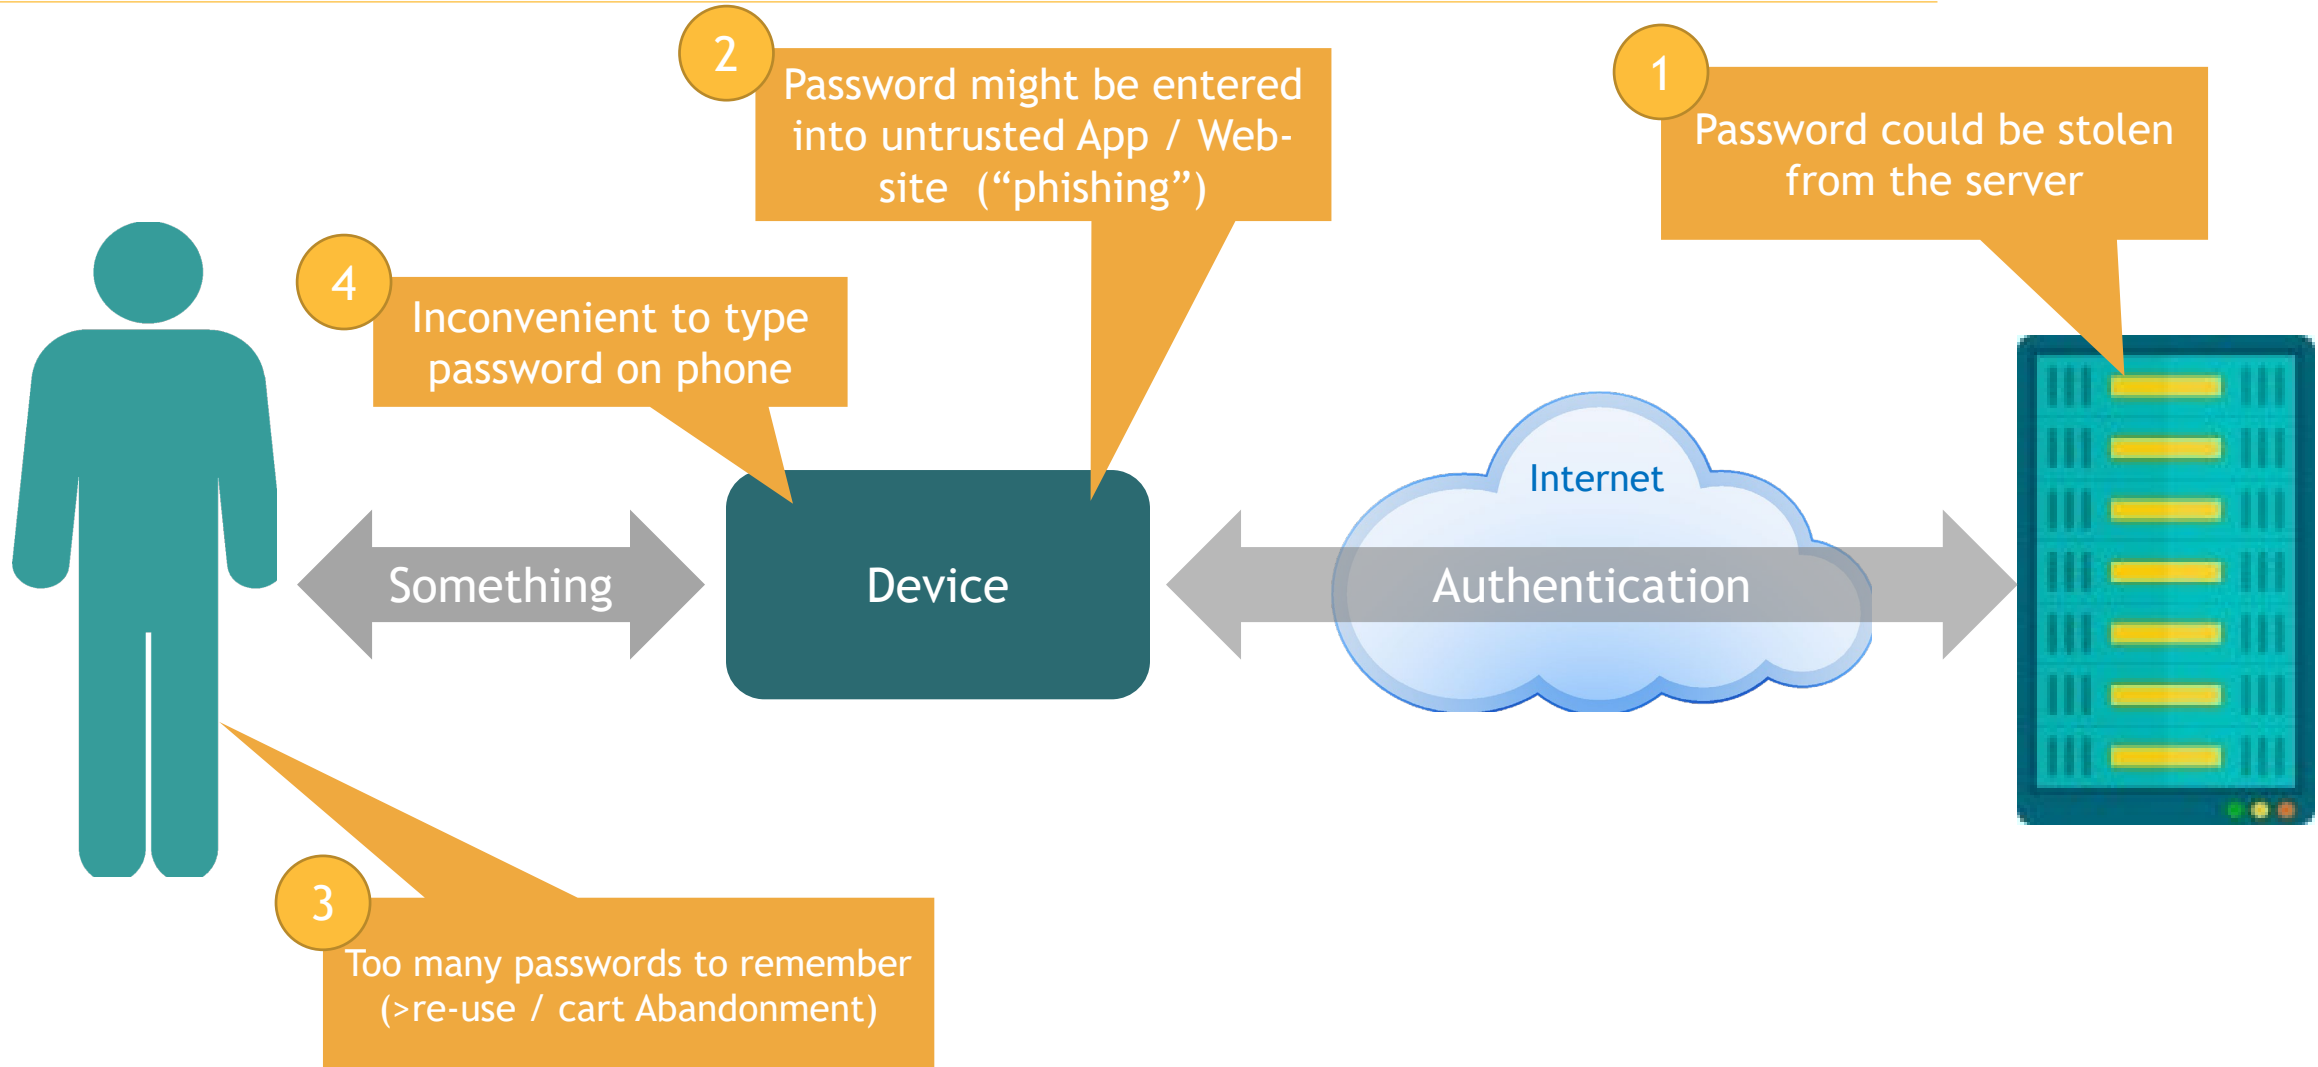 2
Password might be entered
into untrusted App / Web-
site  (“phishing”)
1
Password could be stolen
from the server
4
Inconvenient to type
password on phone
Internet
Something
Device
Authentication
3
Too many passwords to remember
(>re-use / cart Abandonment)